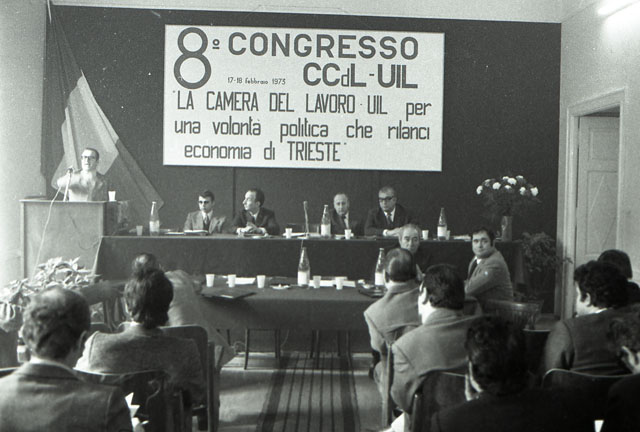 8° CONGRESSO
17-18 febbraio 1973 CCdL-UIL
"LA CAMERA DEL LAVORO-UIL per
una volontà politica che rilanci
economia di TRIESTE"